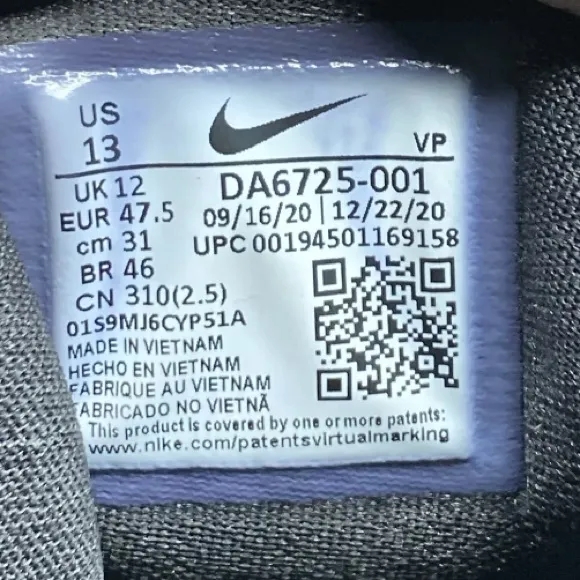 US
13
VP
UK 12
DA6725-001
EUR 47.5
09/16/20 | 12/22/20
cm 31
UPC 00194501169158
BR 46
CN 310(2.5)
01S9MJ6CYP51A
MADE IN VIETNAM
HECHO EN VIETNAM
FABRIQUE AU VIETNAM
FABRICADO NO VIETNÃ
This product is covered by one or more patents:
www.nike.com/patentsvirtualmarking